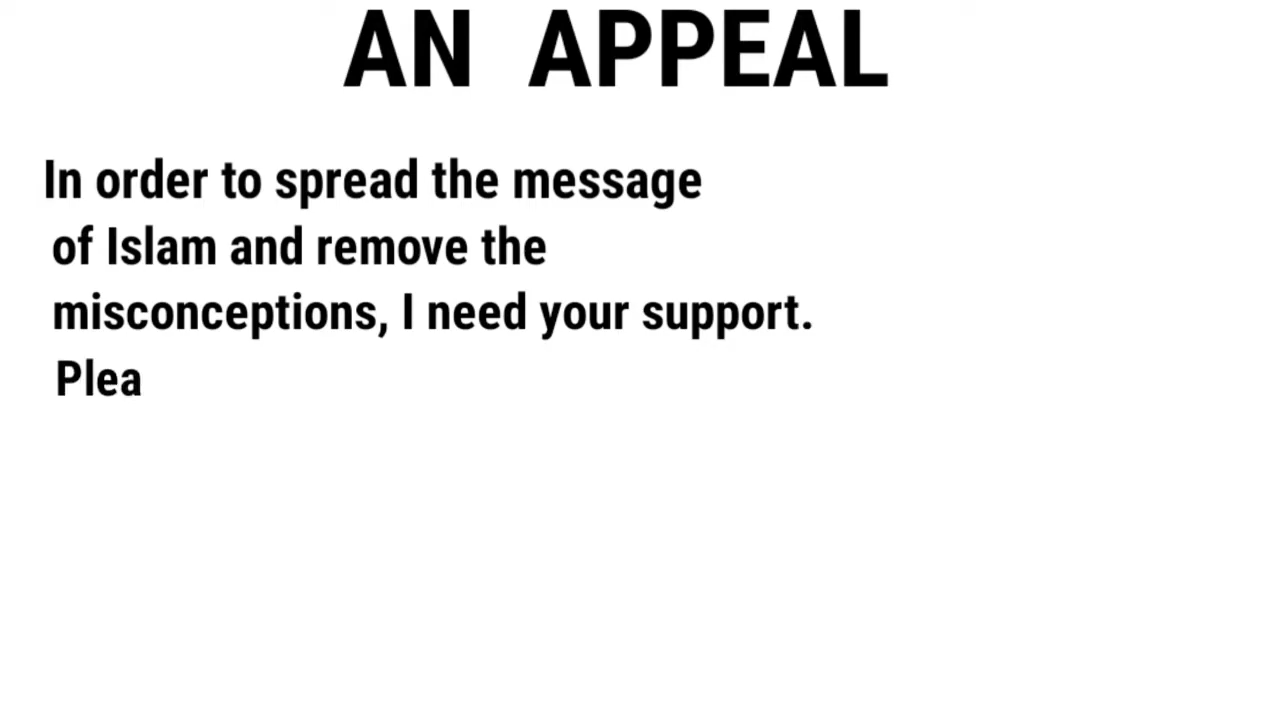 AN APPEAL
In order to spread the message
of Islam and remove the
misconceptions, I need your support.
Plea